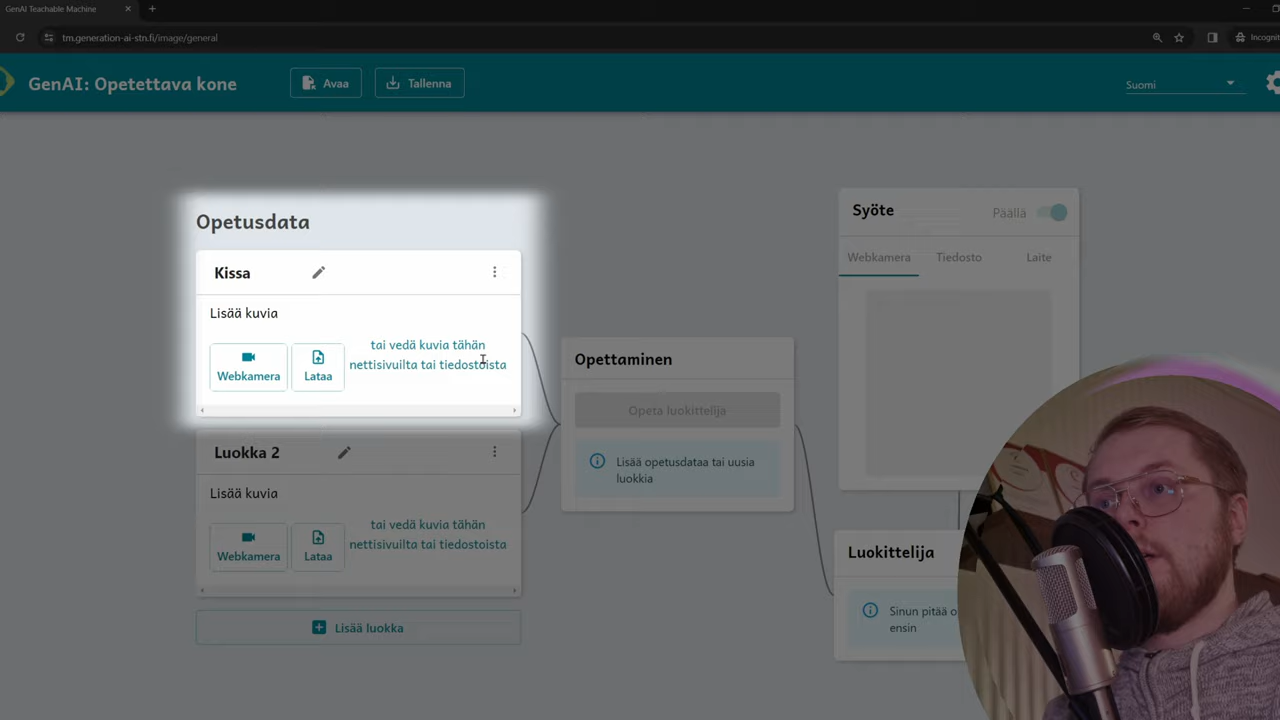 GenAI Teachable Machine
tm.generation-ai-stn.fi/image/general
GenAI: Opetettava kone
Avaa
Tallenna
Suomi
Opetusdata
Kissa
Lisää kuvia
Webkamera
Lataa
tai vedä kuvia tähän
nettisivuilta tai tiedostoista
Luokka 2
Lisää kuvia
Webkamera
Lataa
tai vedä kuvia tähän
nettisivuilta tai tiedostoista
Lisää luokka
Opettaminen
Opeta luokittelija
Lisää opetusdataa tai uusia
luokkia
Syöte
Päällä
Webkamera
Tiedosto
Laite
Luokittelija
Sinun pitää
ensin